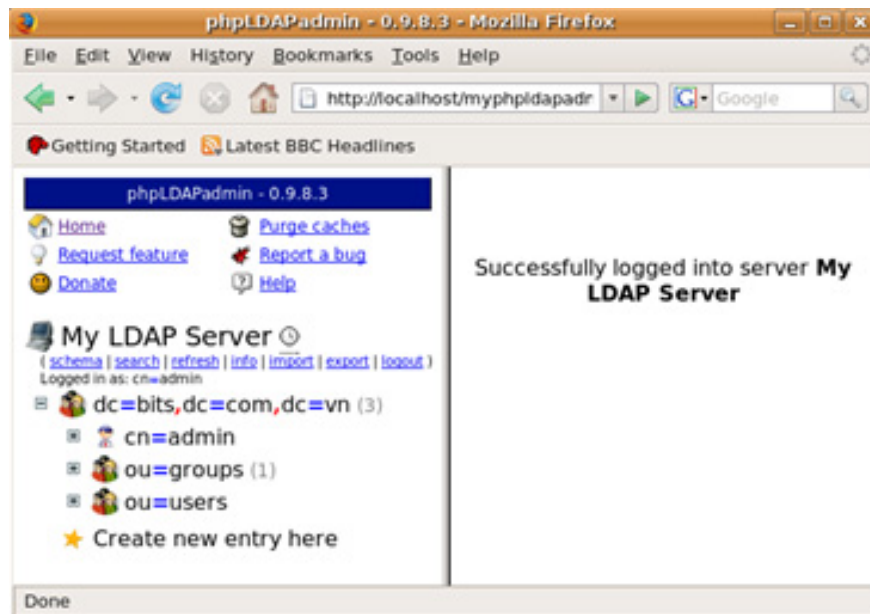 phpLDAPadmin - 0.9.8.3 - Mozilla Firefox
File Edit View History Bookmarks Tools Help
http://localhost/myphpldapadr Google
Getting Started Latest BBC Headlines
phpLDAPadmin - 0.9.8.3
Home Purge caches
Request feature Report a bug
Donate Help
My LDAP Server
( schema | search | refresh | info | import | export | logout )
Logged in as: cn=admin
dc=bits,dc=com,dc=vn (3)
cn=admin
ou=groups (1)
ou=users
Create new entry here
Successfully logged into server My
LDAP Server
Done